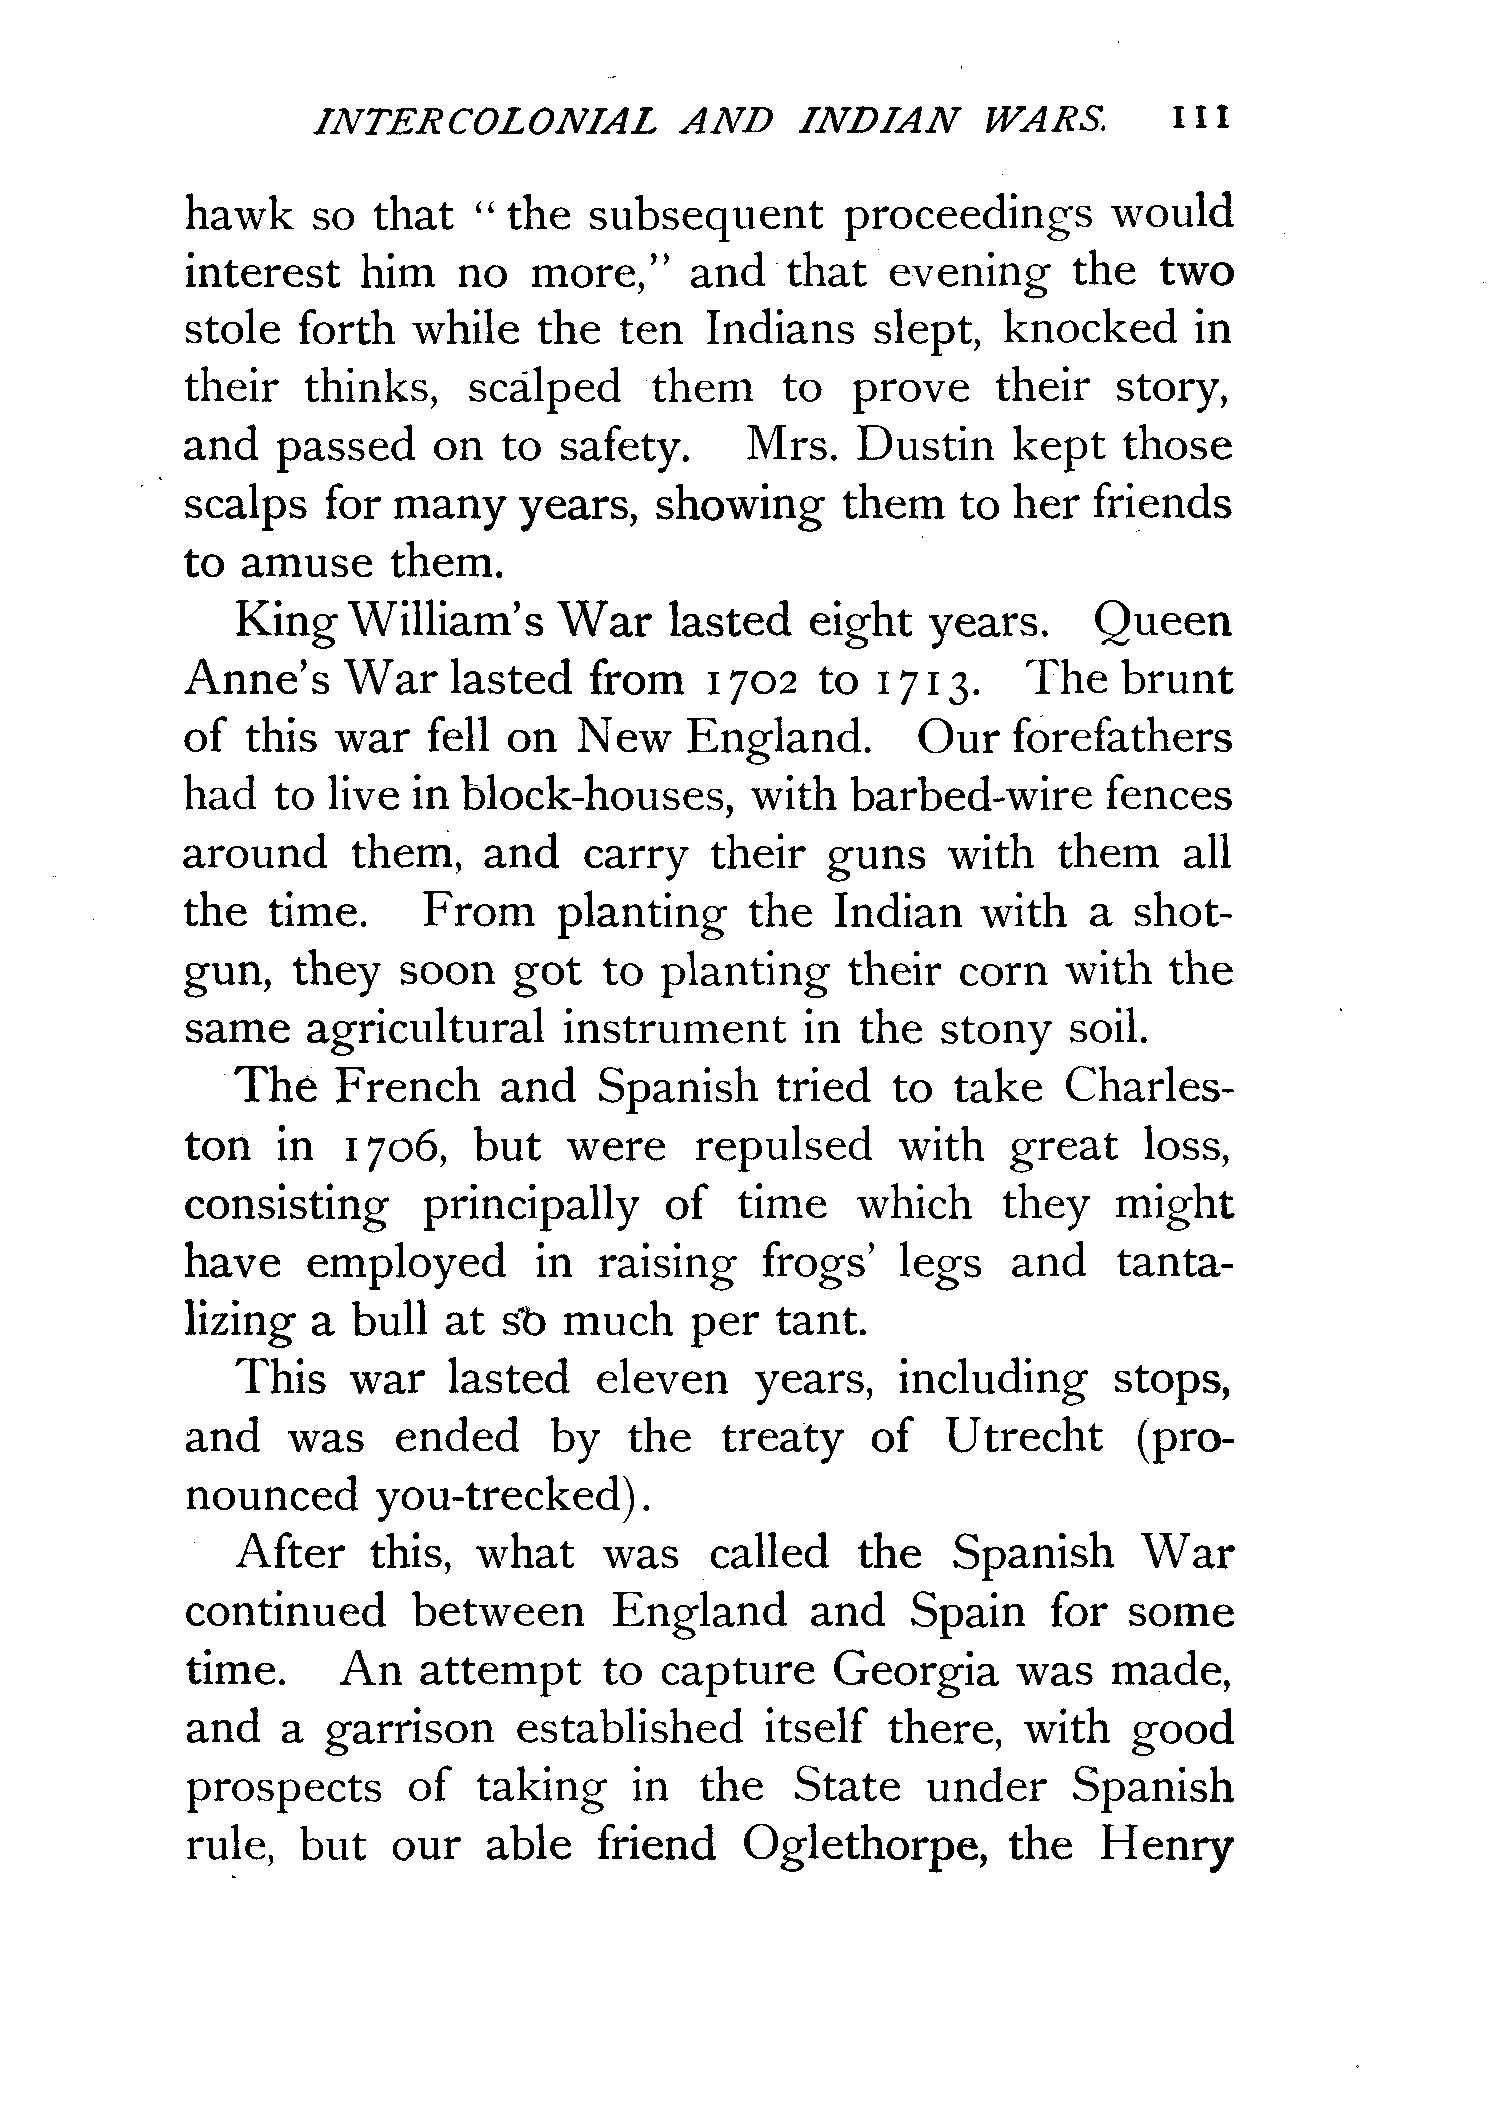 INTERCOLONIAL AND INDIAN WARS. 111
hawk so that “ the subsequent proceedings would
interest him no more,” and that evening the two
stole forth while the ten Indians slept, knocked in
their thinks, scalped them to prove their story,
and passed on to safety. Mrs. Dustin kept those
scalps for many years, showing them to her friends
to amuse them.
King William's War lasted eight years. Queen
Anne's War lasted from 1702 to 1713. The brunt
of this war fell on New England. Our forefathers
had to live in block-houses, with barbed-wire fences
around them, and carry their guns with them all
the time. From planting the Indian with a shot-
gun, they soon got to planting their corn with the
same agricultural instrument in the stony soil.
The French and Spanish tried to take Charles-
ton in 1706, but were repulsed with great loss,
consisting principally of time which they might
have employed in raising frogs' legs and tanta-
lizing a bull at so much per tant.
This war lasted eleven years, including stops,
and was ended by the treaty of Utrecht (pro-
nounced you-trecked).
After this, what was called the Spanish War
continued between England and Spain for some
time. An attempt to capture Georgia was made,
and a garrison established itself there, with good
prospects of taking in the State under Spanish
rule, but our able friend Oglethorpe, the Henry